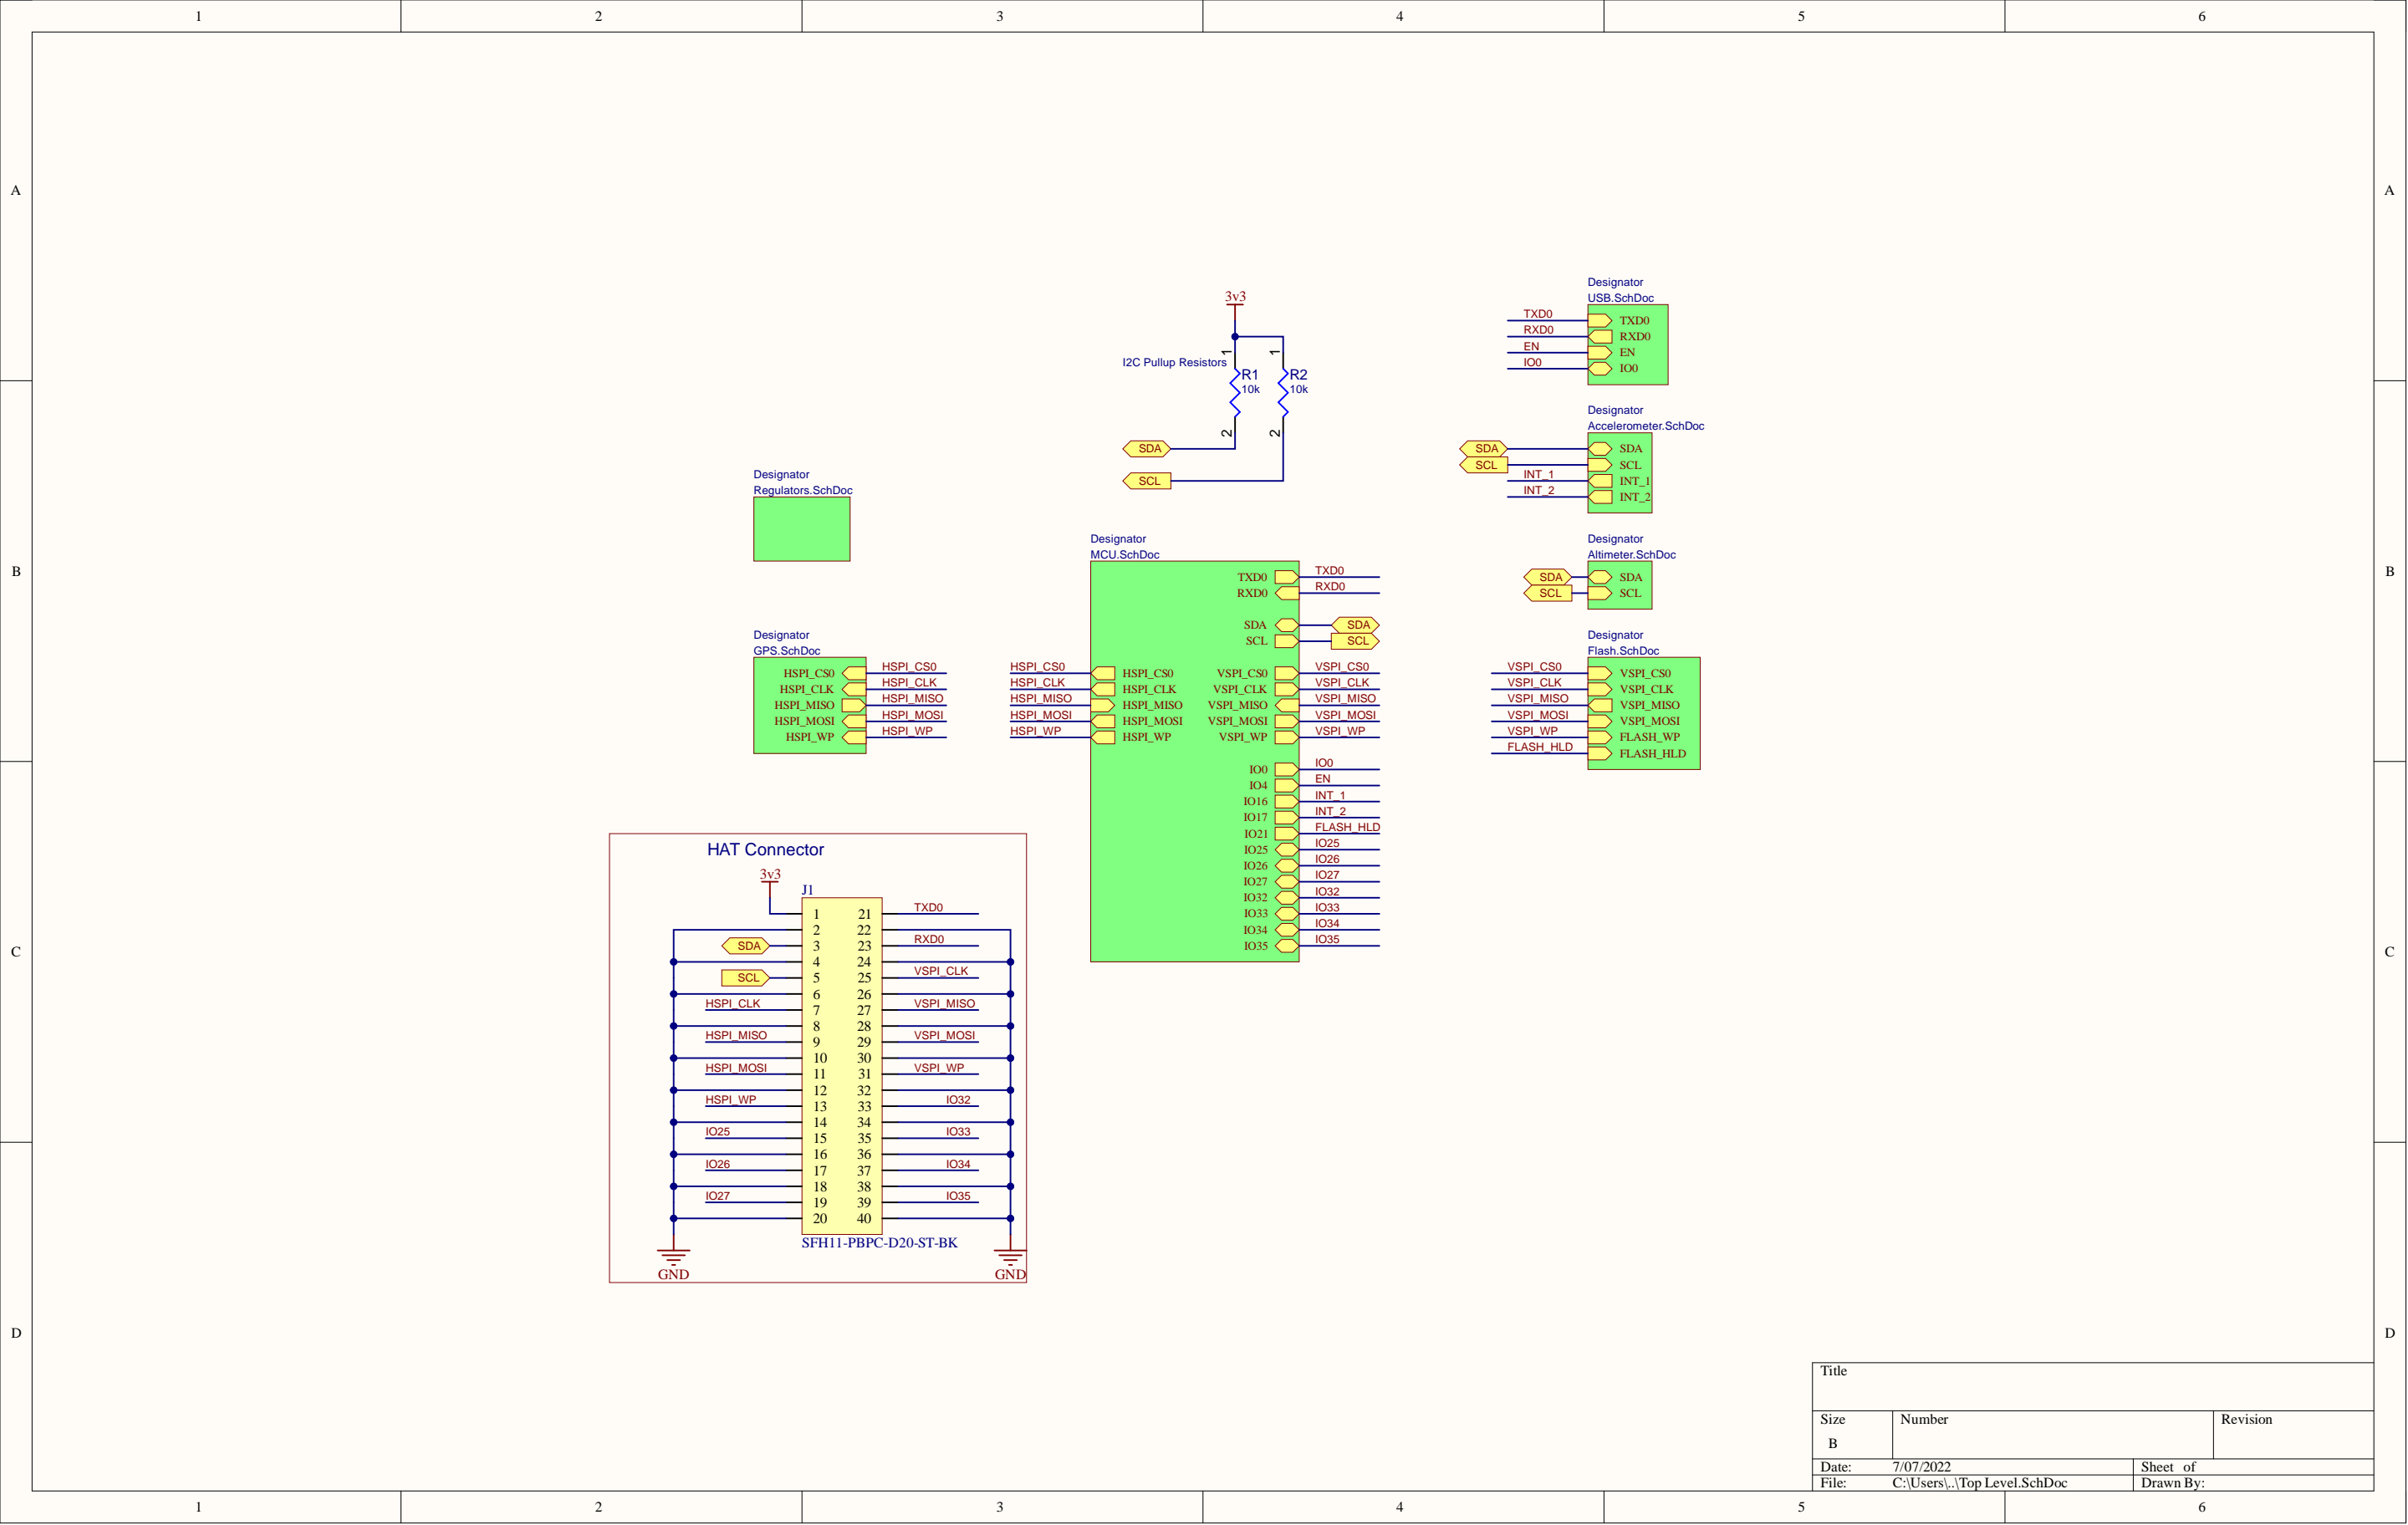 1 2 3 4 5 6
A A
B B
C C
D D
3v3
I2C Pullup Resistors
1 1
R1 R2
10k 10k
2 2
SDA
SCL
Designator
USB.SchDoc
TXD0 TXD0
RXD0 RXD0
EN EN
IO0 IO0
Designator
Accelerometer.SchDoc
SDA SDA
SCL SCL
INT_1 INT_1
INT_2 INT_2
Designator
Regulators.SchDoc
Designator
Altimeter.SchDoc
SDA SDA
SCL SCL
Designator
GPS.SchDoc
HSPI_CS0 HSPI_CS0
HSPI_CLK HSPI_CLK
HSPI_MISO HSPI_MISO
HSPI_MOSI HSPI_MOSI
HSPI_WP HSPI_WP
Designator
MCU.SchDoc
TXD0 TXD0
RXD0 RXD0
SDA SDA
SCL SCL
HSPI_CS0 HSPI_CS0 VSPI_CS0 VSPI_CS0
HSPI_CLK HSPI_CLK VSPI_CLK VSPI_CLK
HSPI_MISO HSPI_MISO VSPI_MISO VSPI_MISO
HSPI_MOSI HSPI_MOSI VSPI_MOSI VSPI_MOSI
HSPI_WP HSPI_WP VSPI_WP VSPI_WP
IO0 IO0
IO4 EN
IO16 INT_1
IO17 INT_2
IO21 FLASH_HLD
IO25 IO25
IO26 IO26
IO27 IO27
IO32 IO32
IO33 IO33
IO34 IO34
IO35 IO35
Designator
Flash.SchDoc
VSPI_CS0 VSPI_CS0
VSPI_CLK VSPI_CLK
VSPI_MISO VSPI_MISO
VSPI_MOSI VSPI_MOSI
VSPI_WP FLASH_WP
FLASH_HLD FLASH_HLD
HAT Connector
3v3
J1
1 21 TXD0
2 22
SDA 3 23 RXD0
4 24
SCL 5 25 VSPI_CLK
6 26
HSPI_CLK 7 27 VSPI_MISO
8 28
HSPI_MISO 9 29 VSPI_MOSI
10 30
HSPI_MOSI 11 31 VSPI_WP
12 32
HSPI_WP 13 33 IO32
14 34
IO25 15 35 IO33
16 36
IO26 17 37 IO34
18 38
IO27 19 39 IO35
20 40
SFH11-PBPC-D20-ST-BK
GND GND
Title
Size Number Revision
B
Date: 7/07/2022 Sheet of
File: C:\Users\..\Top Level.SchDoc Drawn By:
1 2 3 4 5 6